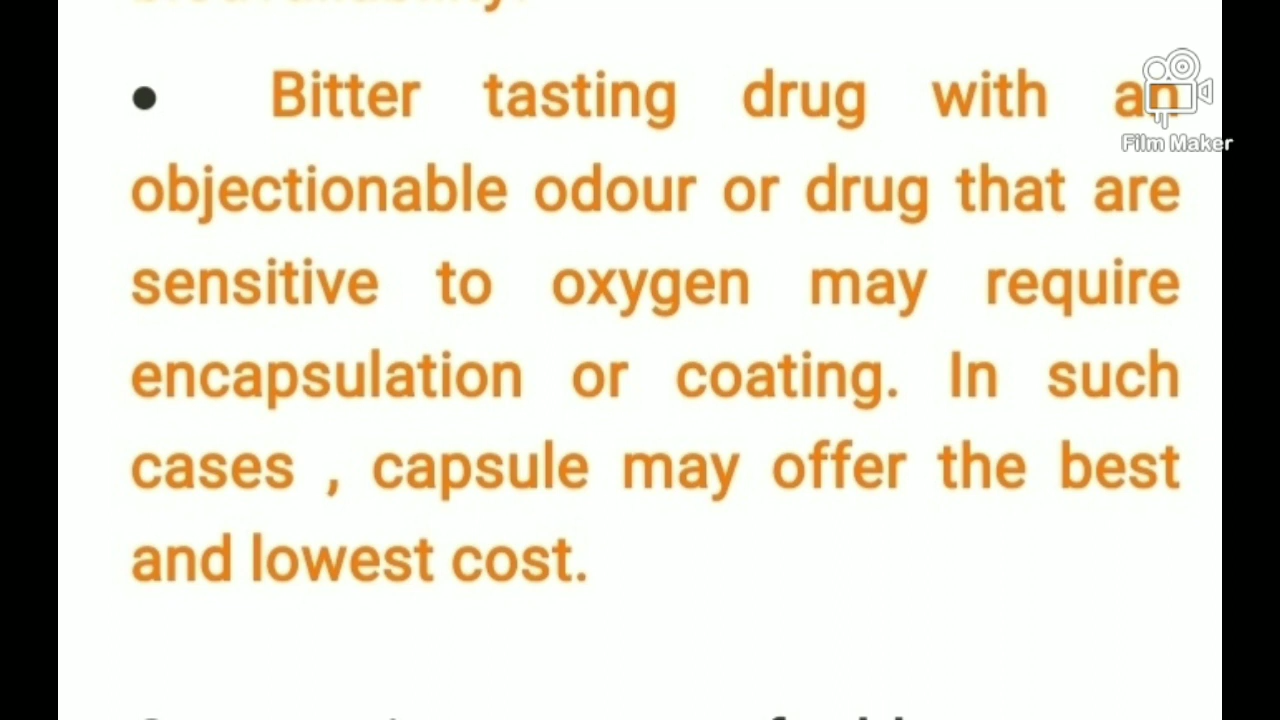 • Bitter tasting drug with an
objectionable odour or drug that are
sensitive to oxygen may require
encapsulation or coating. In such
cases , capsule may offer the best
and lowest cost.
Film Maker